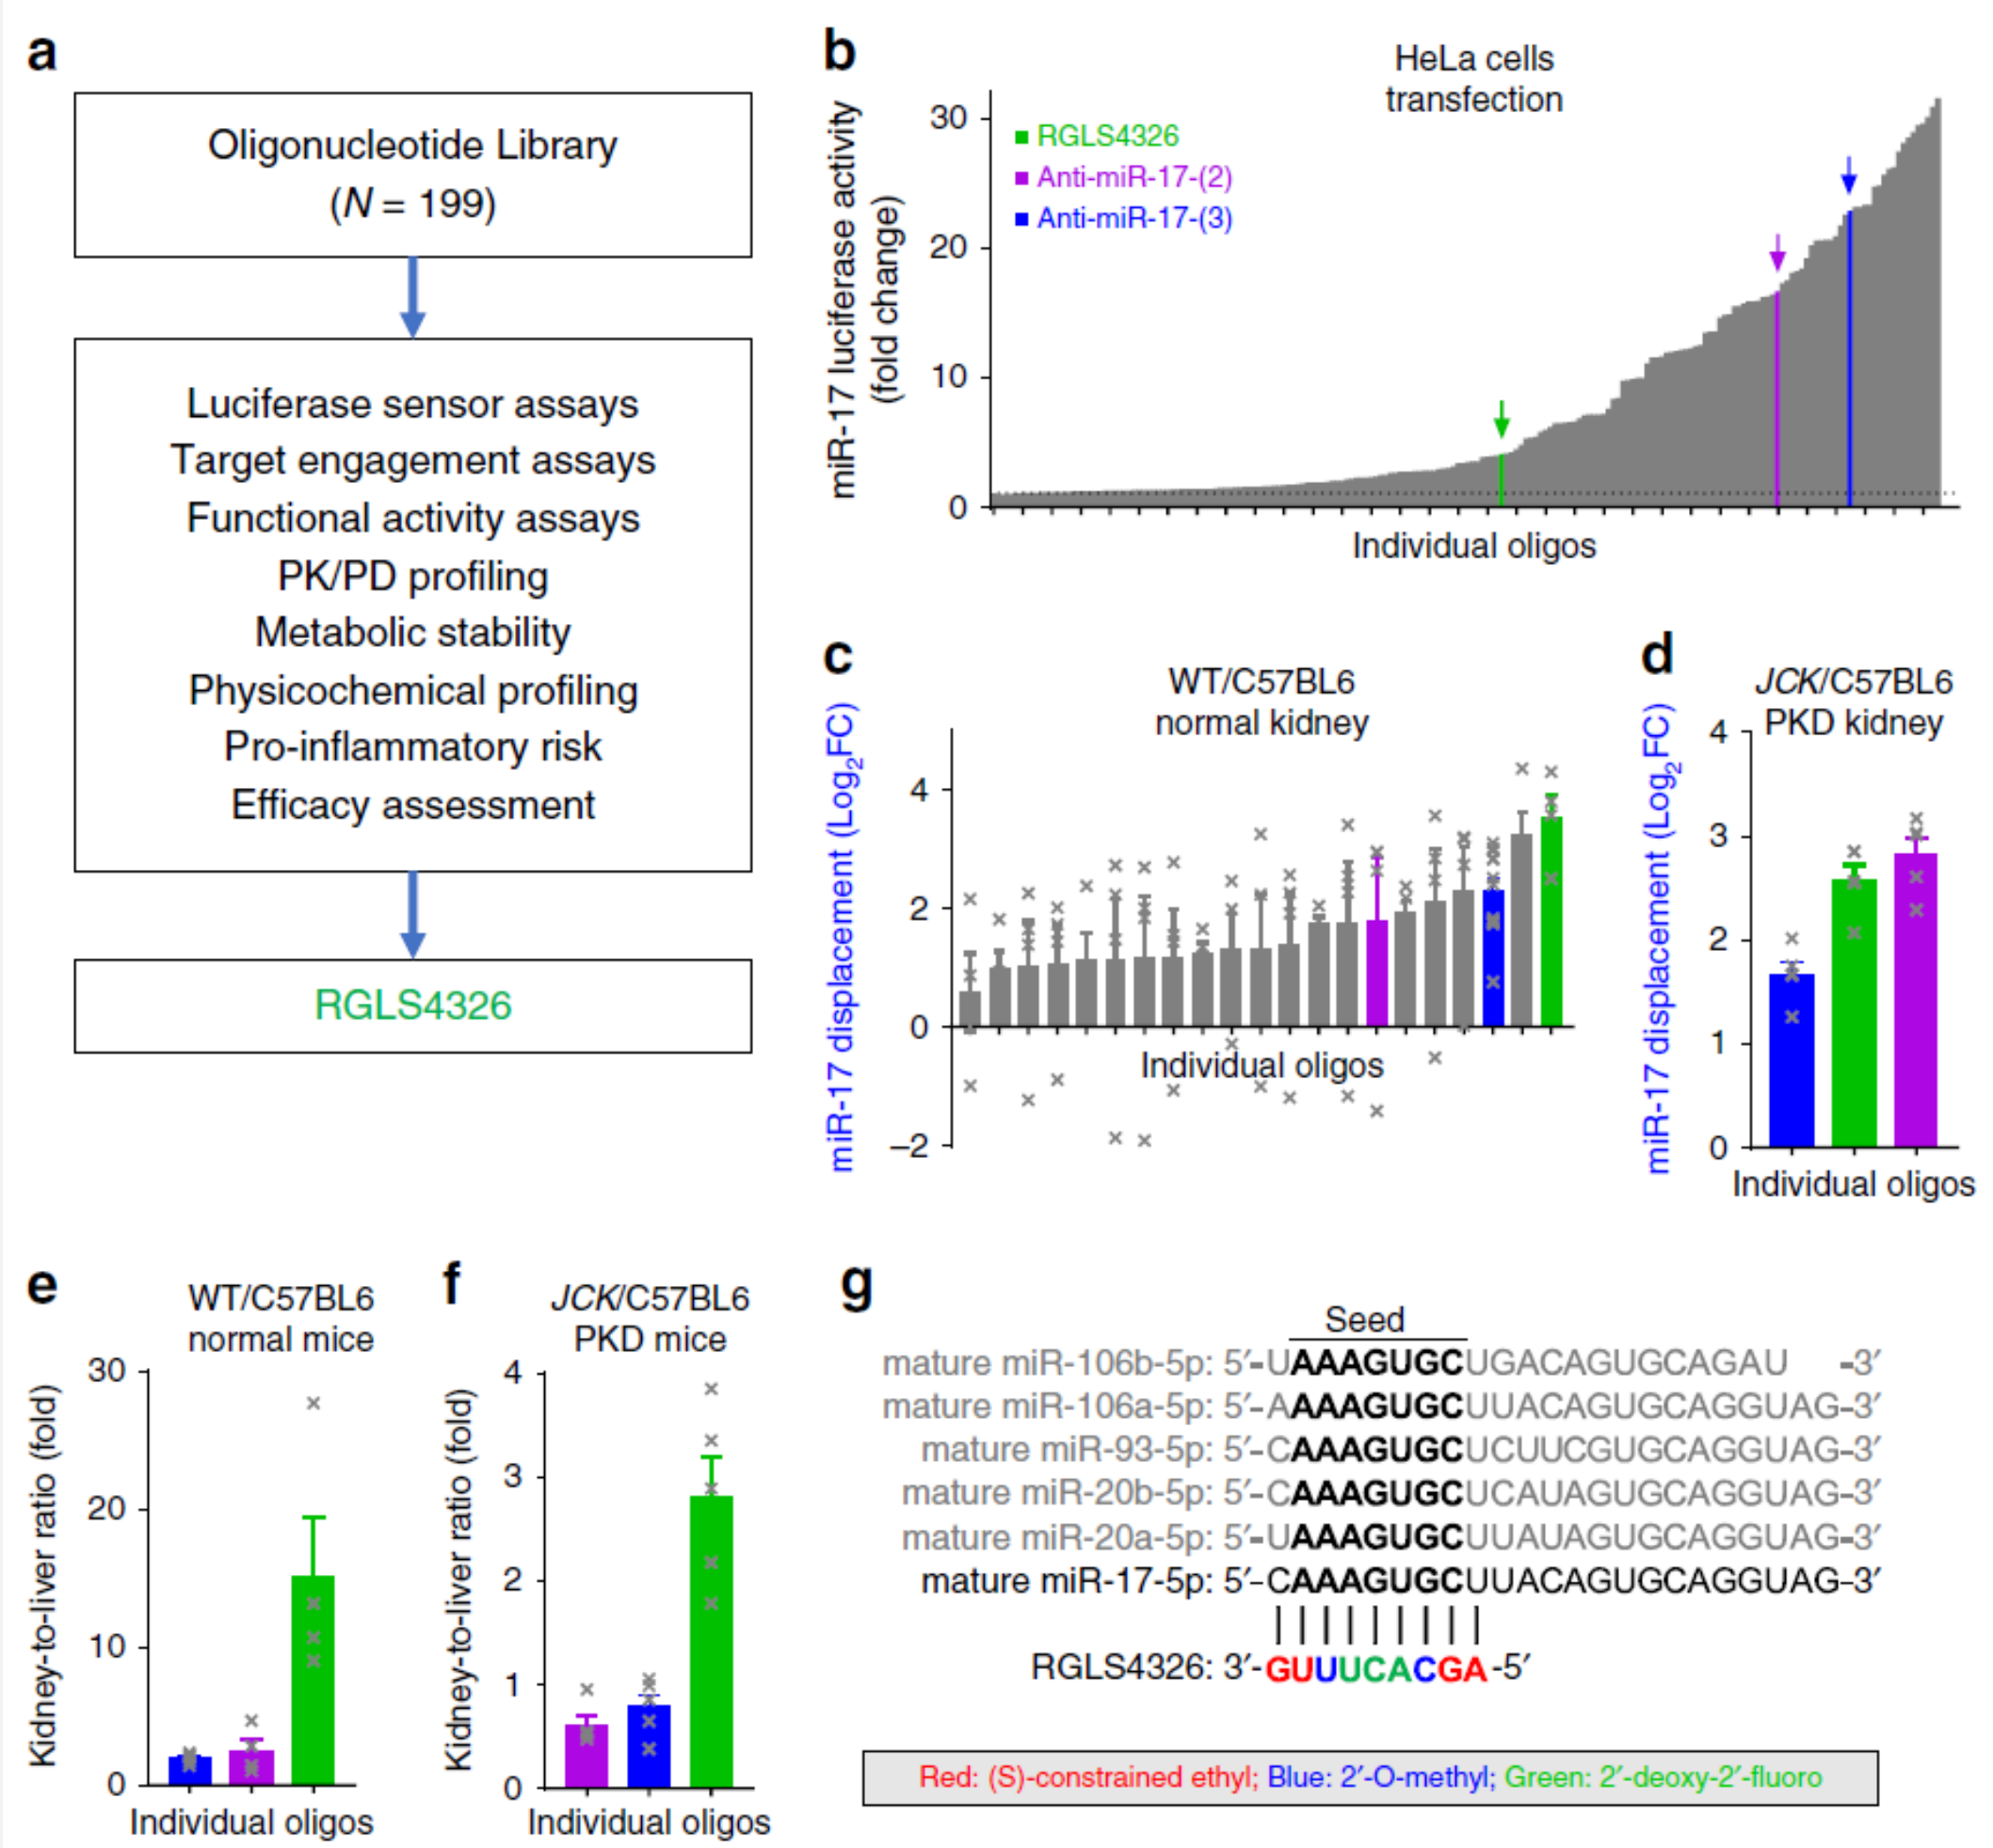 a
Oligonucleotide Library
(N = 199)
Luciferase sensor assays
Target engagement assays
Functional activity assays
PK/PD profiling
Metabolic stability
Physicochemical profiling
Pro-inflammatory risk
Efficacy assessment
RGLS4326
b
HeLa cells
transfection
miR-17 luciferase activity
(fold change)
30
20
10
0
RGLS4326
Anti-miR-17-(2)
Anti-miR-17-(3)
Individual oligos
c
WT/C57BL6
normal kidney
miR-17 displacement (Log₂FC)
4
2
0
–2
Individual oligos
d
JCK/C57BL6
PKD kidney
miR-17 displacement (Log₂FC)
4
3
2
1
0
Individual oligos
e
WT/C57BL6
normal mice
Kidney-to-liver ratio (fold)
30
20
10
0
Individual oligos
f
JCK/C57BL6
PKD mice
Kidney-to-liver ratio (fold)
4
3
2
1
0
Individual oligos
g
Seed
mature miR-106b-5p: 5′-UAAAGUGCUGACAGUGCAGAU -3′
mature miR-106a-5p: 5′-AAAAGUGCUUACAGUGCAGGUAG-3′
mature miR-93-5p: 5′-CAAAGUGCUCUUCGUGCAGGUAG-3′
mature miR-20b-5p: 5′-CAAAGUGCUCAUAGUGCAGGUAG-3′
mature miR-20a-5p: 5′-UAAAGUGCUUAUAGUGCAGGUAG-3′
mature miR-17-5p: 5′-CAAAGUGCUUACAGUGCAGGUAG-3′
RGLS4326: 3′-GUUUCACGA-5′
Red: (S)-constrained ethyl; Blue: 2′-O-methyl; Green: 2′-deoxy-2′-fluoro